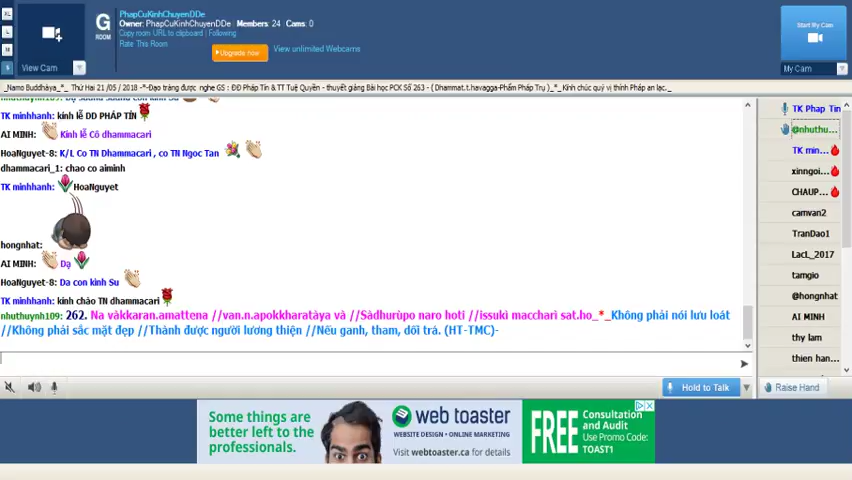 XL
L
M
S
View Cam
G
ROOM
PhapCuKinhChuyenDDe
Owner: PhapCuKinhChuyenDDe Members: 24 Cams: 0
Copy room URL to clipboard | Following
Rate This Room
Upgrade now
View unlimited Webcams
Start My Cam
My Cam
_Namo Buddhàya_*_ Thứ Hai 21 /05 / 2018 -*-Đạo tràng được nghe GS : ĐĐ Pháp Tín & TT Tuệ Quyền - thuyết giảng Bài học PCK Số 263 - ( Dhammat.t.havagga-Phẩm Pháp Trụ )_*_Kính chúc quý vị thính Pháp an lạc._
TK minhhanh: kính lễ DD PHÁP TÍN
AI MINH: Kính lễ Cô dhammacari
HoaNguyet-8: K/L Co TN Dhammacari , co TN Ngoc Tan
dhammacari_1: chao co aiminh
TK minhhanh: HoaNguyet
hongnhat:
AI MINH: Dạ
HoaNguyet-8: Da con kinh Su
TK minhhanh: kính chào TN dhammacari
nhuthuynh109: 262. Na vàkkaran.amattena //van.n.apokkharatàya và //Sàdhurùpo naro hoti //issukì maccharì sat.ho_*_Không phải nói lưu loát
//Không phải sắc mặt đẹp //Thành được người lương thiện //Nếu ganh, tham, dối trá. (HT-TMC)-
TK Phap Tin
@nhuthu...
TK min...
xinngoi...
CHAUP...
camvan2
TranDao1
LacL_2017
tamgio
@hongnhat
AI MINH
thy lam
thien han...
Hold to Talk
Raise Hand
Some things are
better left to the
professionals.
web toaster
WEBSITE DESIGN • ONLINE MARKETING
Visit webtoaster.ca for details
FREE
Consultation
and Audit
Use Promo Code:
TOAST1